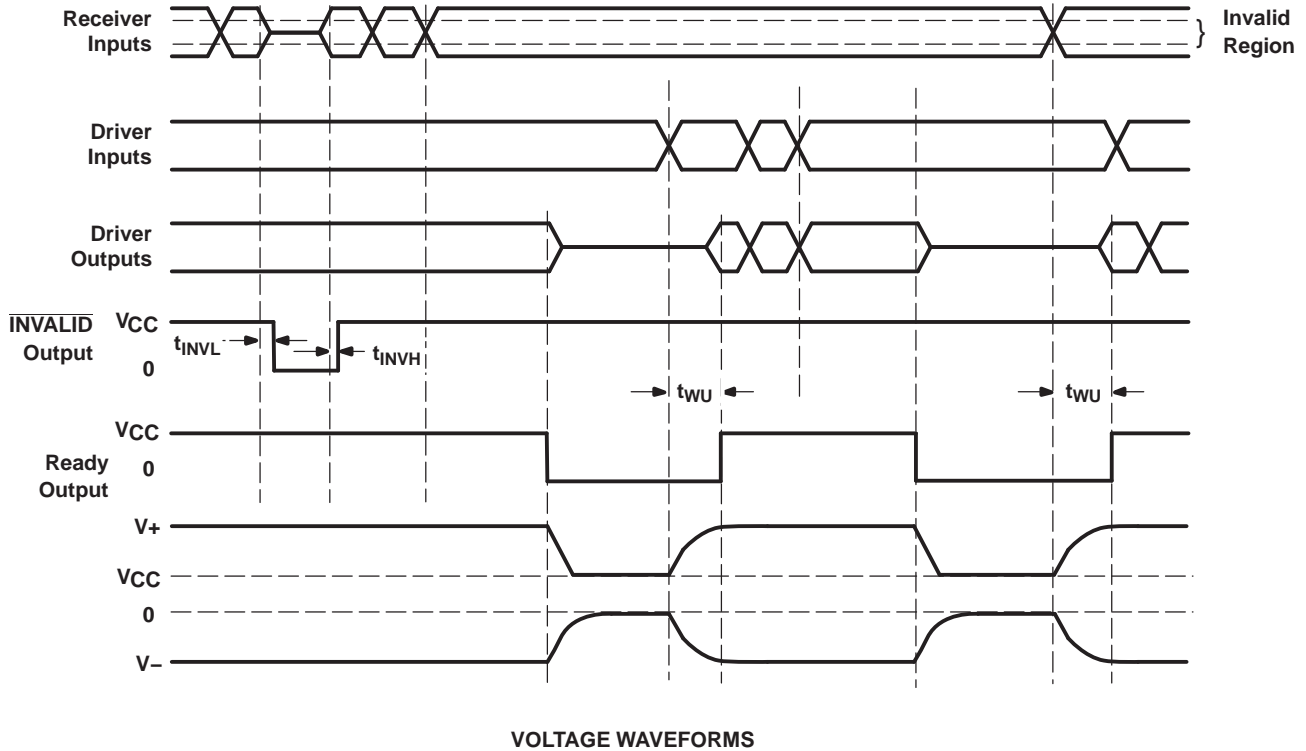 Receiver
Inputs
}
Invalid
Region
Driver
Inputs
Driver
Outputs
INVALID
Output
VCC
0
tINVL
tINVH
tWU
tWU
Ready
Output
VCC
0
V+
VCC
0
V–
VOLTAGE WAVEFORMS